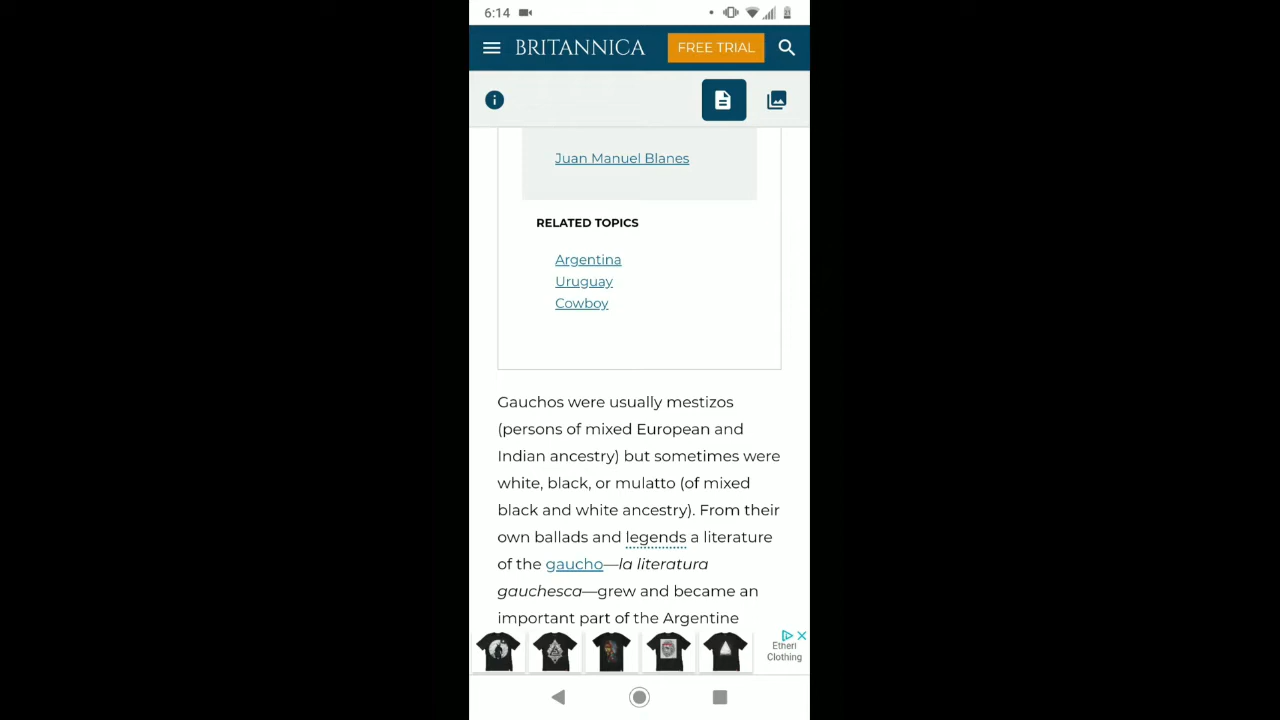 6:14
BRITANNICA
FREE TRIAL
Juan Manuel Blanes
RELATED TOPICS
Argentina
Uruguay
Cowboy
Gauchos were usually mestizos
(persons of mixed European and
Indian ancestry) but sometimes were
white, black, or mulatto (of mixed
black and white ancestry). From their
own ballads and legends a literature
of the gaucho—la literatura
gauchesca—grew and became an
important part of the Argentine
Clothing